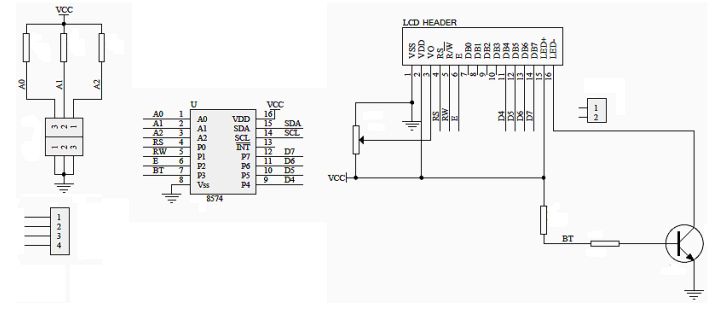 VCC
A0
A1
A2
3 2 1
1 2 3
1
2
3
4
U
VCC
A0 1 A0 VDD 16
A1 2 A1 SDA 15 SDA
A2 3 A2 SCL 14 SCL
RS 4 P0 INT 13
RW 5 P1 P7 12 D7
E 6 P2 P6 11 D6
BT 7 P3 P5 10 D5
8 Vss P4 9 D4
8574
LCD HEADER
VSS VDD VO RS R/W E DB0 DB1 DB2 DB3 DB4 DB5 DB6 DB7 LED+ LED-
1 2 3 4 5 6 7 8 9 10 11 12 13 14 15 16
RS RW E D4 D5 D6 D7
1
2
VCC
BT